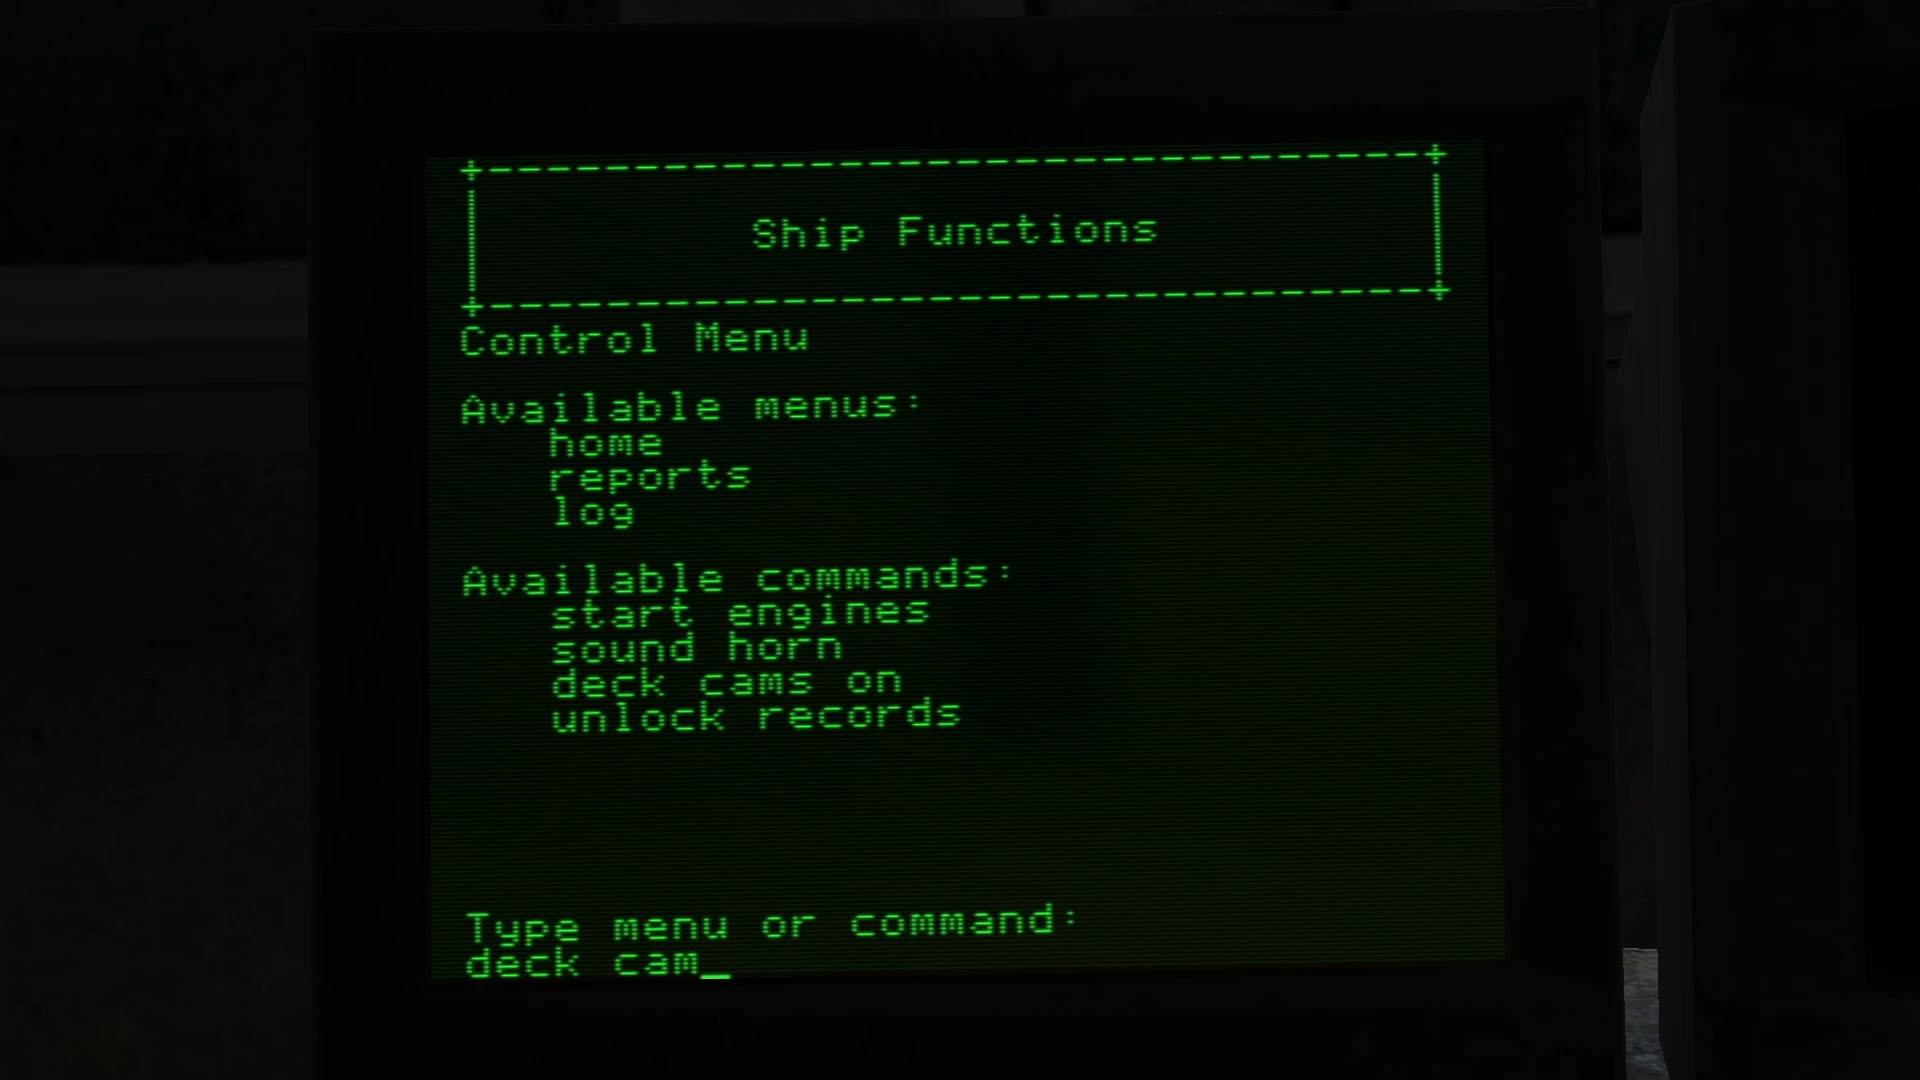 Ship Functions
Control Menu
Available menus:
home
reports
log
Available commands:
start engines
sound horn
deck cams on
unlock records
Type menu or command:
deck cam_